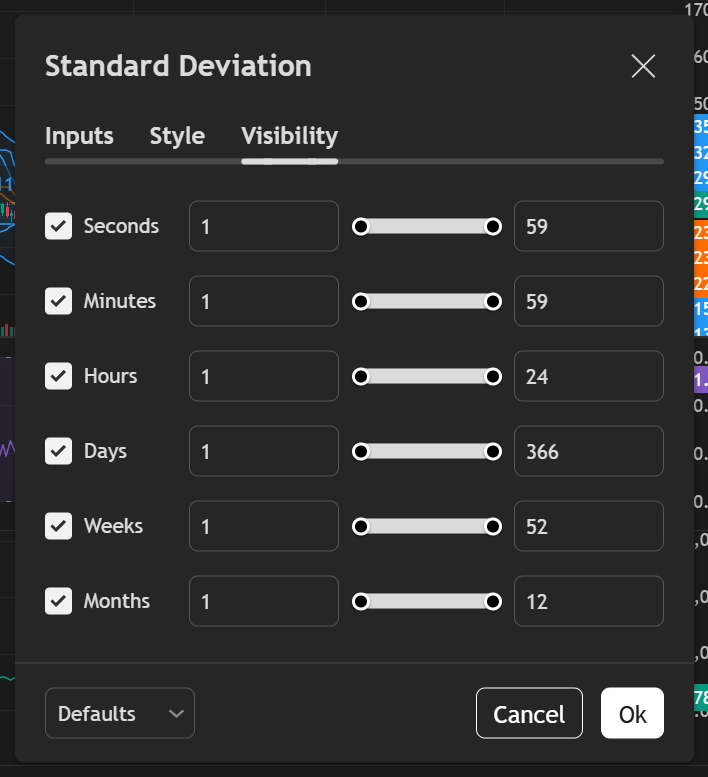 Standard Deviation
Inputs Style Visibility
Seconds 1 59
Minutes 1 59
Hours 1 24
Days 1 366
Weeks 1 52
Months 1 12
Defaults Cancel Ok